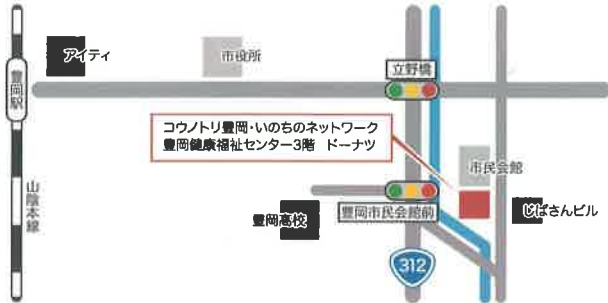 アイティ
市役所
立野橋
豊岡駅
コウノトリ豊岡・いのちのネットワーク
豊岡健康福祉センター3階 ドーナツ
市民会館
山陰本線
豊岡高校
豊岡市民会館前
じばさんビル
312